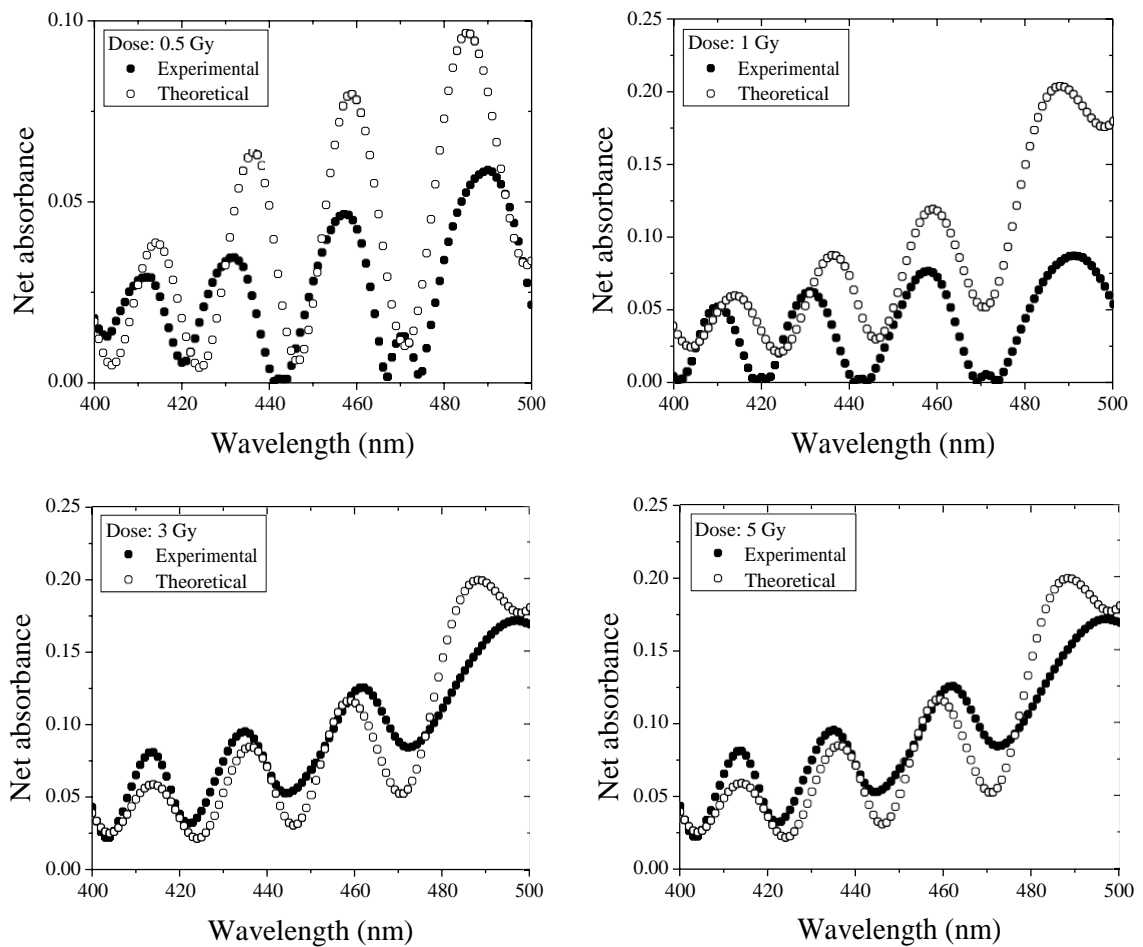 Dose: 0.5 Gy
Experimental
Theoretical
0.10
0.05
0.00
Net absorbance
400 420 440 460 480 500
Wavelength (nm)
Dose: 1 Gy
Experimental
Theoretical
0.25
0.20
0.15
0.10
0.05
0.00
Net absorbance
400 420 440 460 480 500
Wavelength (nm)
Dose: 3 Gy
Experimental
Theoretical
0.25
0.20
0.15
0.10
0.05
0.00
Net absorbance
400 420 440 460 480 500
Wavelength (nm)
Dose: 5 Gy
Experimental
Theoretical
0.25
0.20
0.15
0.10
0.05
0.00
Net absorbance
400 420 440 460 480 500
Wavelength (nm)